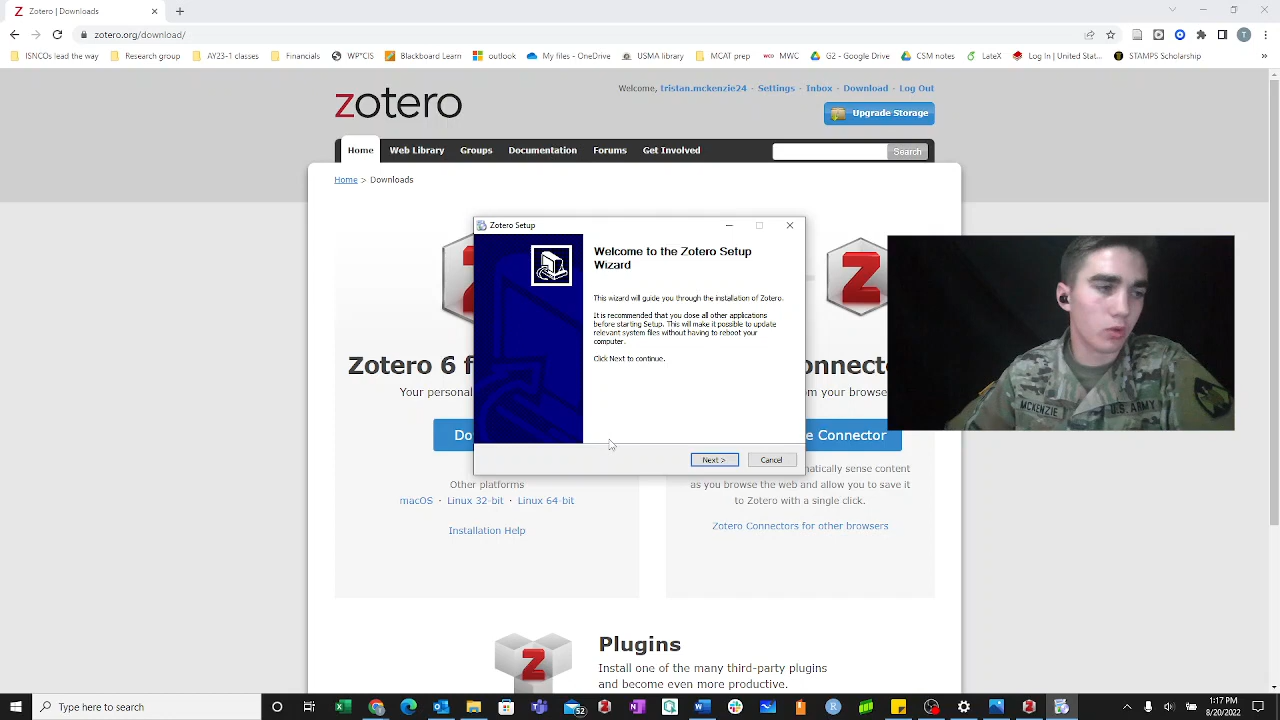 Zotero | Downloads
zotero.org/download/
T
ISNCOs lead the way
Research group
AY23-1 classes
Financials
WP*CIS
Blackboard Learn
outlook
My files - OneDrive
USMA library
MCAT prep
MWC
G2 - Google Drive
CSM notes
LateX
Log In | United Stat...
STAMPS Scholarship
»
zotero
Welcome, tristan.mckenzie24 · Settings · Inbox · Download · Log Out
Upgrade Storage
Home
Web Library
Groups
Documentation
Forums
Get Involved
Search
Home > Downloads
Zotero Setup
Welcome to the Zotero Setup
Wizard
This wizard will guide you through the installation of Zotero.
It is recommended that you close all other applications
before starting Setup. This will make it possible to update
relevant system files without having to reboot your
computer.
Click Next to continue.
Next >
Cancel
Zotero 6 f
Your personal
Do
Other platforms
macOS · Linux 32-bit · Linux 64-bit
Installation Help
onnecto
om your browser
e Connector
matically sense content
as you browse the web and allow you to save it
to Zotero with a single click.
Zotero Connectors for other browsers
MCKENZIE
U.S. ARMY
Plugins
Install one of the many third-party plugins
and become even more productive.
Type here to search
52
1:17 PM
8/20/2022